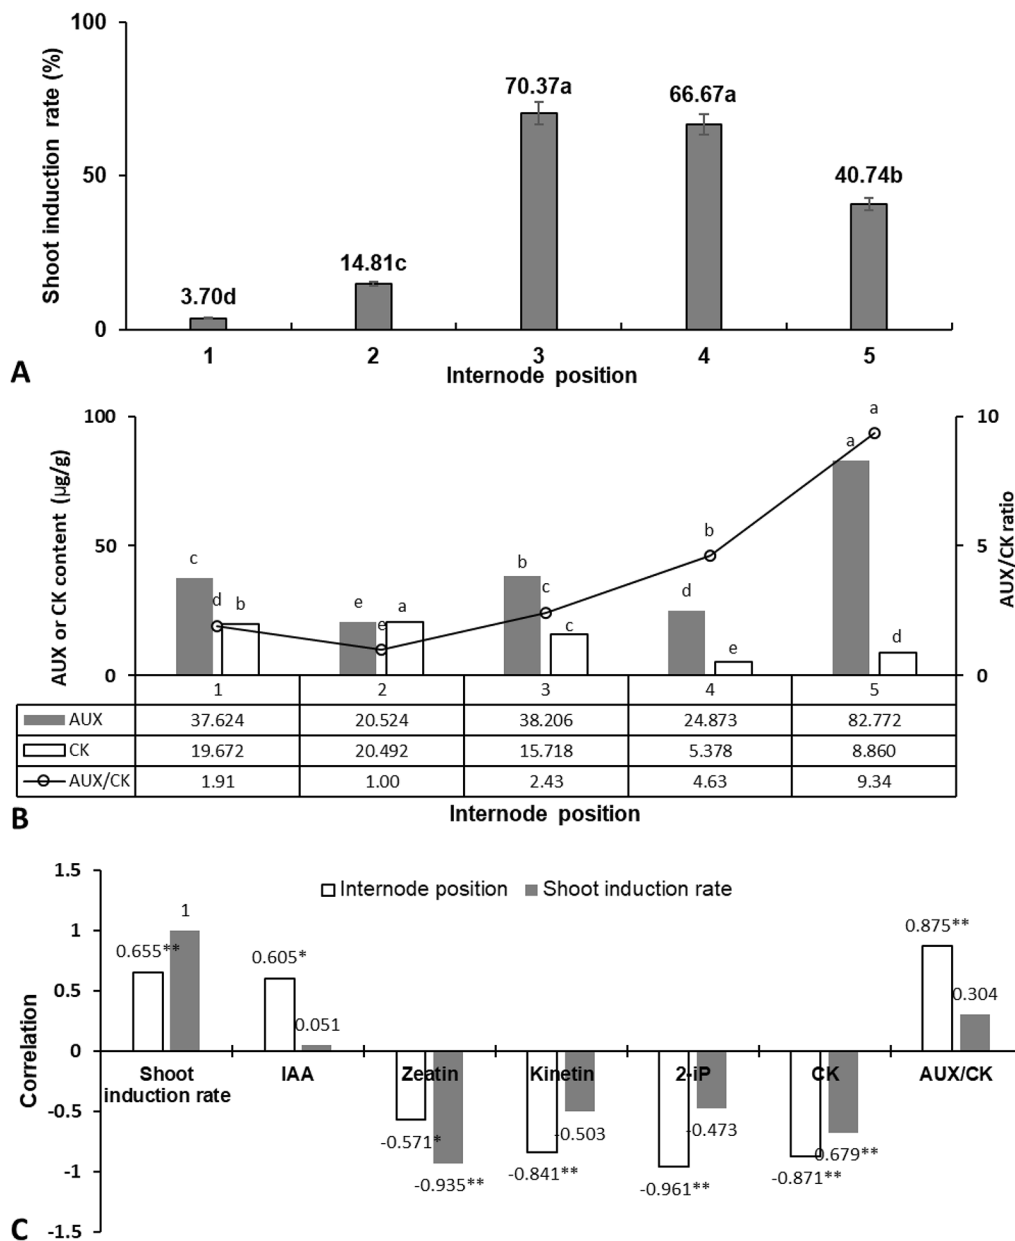 100
Shoot induction rate (%)
50
0
3.70d
14.81c
70.37a
66.67a
40.74b
1 2 3 4 5
Internode position
A
100
AUX or CK content (µg/g)
50
0
10
AUX/CK ratio
5
0
c d b
e e a
b c c
d b e
a a d
1 2 3 4 5
AUX 37.624 20.524 38.206 24.873 82.772
CK 19.672 20.492 15.718 5.378 8.860
AUX/CK 1.91 1.00 2.43 4.63 9.34
Internode position
B
1.5
1
0.5
0
-0.5
-1
-1.5
Correlation
Internode position Shoot induction rate
0.655** 1
0.605* 0.051
-0.571* -0.935**
-0.841** -0.503
-0.961** -0.473
-0.871** 0.679**
0.875** 0.304
Shoot
induction rate
IAA
Zeatin
Kinetin
2-iP
CK
AUX/CK
C